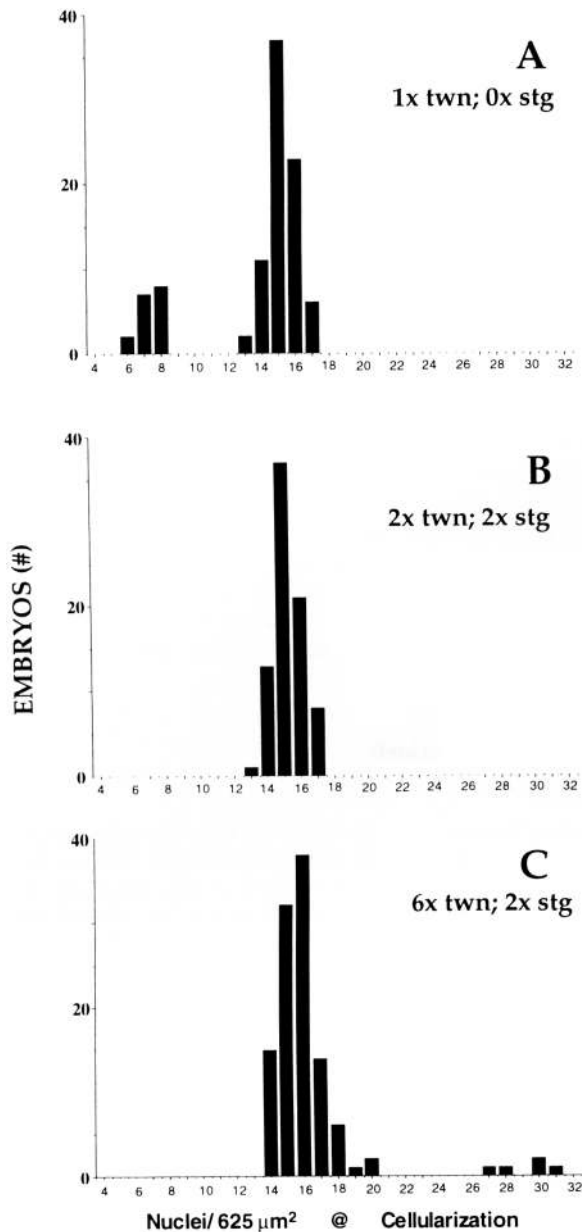 40
A
1x twn; 0x stg
20
0
4 6 8 10 12 14 16 18 20 22 24 26 28 30 32
40
B
2x twn; 2x stg
20
0
4 6 8 10 12 14 16 18 20 22 24 26 28 30 32
EMBRYOS (#)
40
C
6x twn; 2x stg
20
0
4 6 8 10 12 14 16 18 20 22 24 26 28 30 32
Nuclei/ 625 µm² @ Cellularization